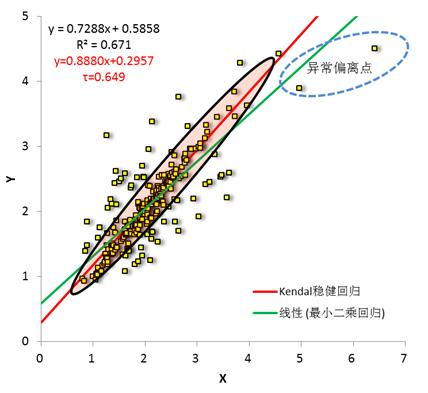 y = 0.7288x + 0.5858
R² = 0.671
y=0.8880x+0.2957
τ=0.649
异常偏离点
5
4
3
2
1
0
Y
Kendal稳健回归
线性 (最小二乘回归)
0 1 2 3 4 5 6 7
X